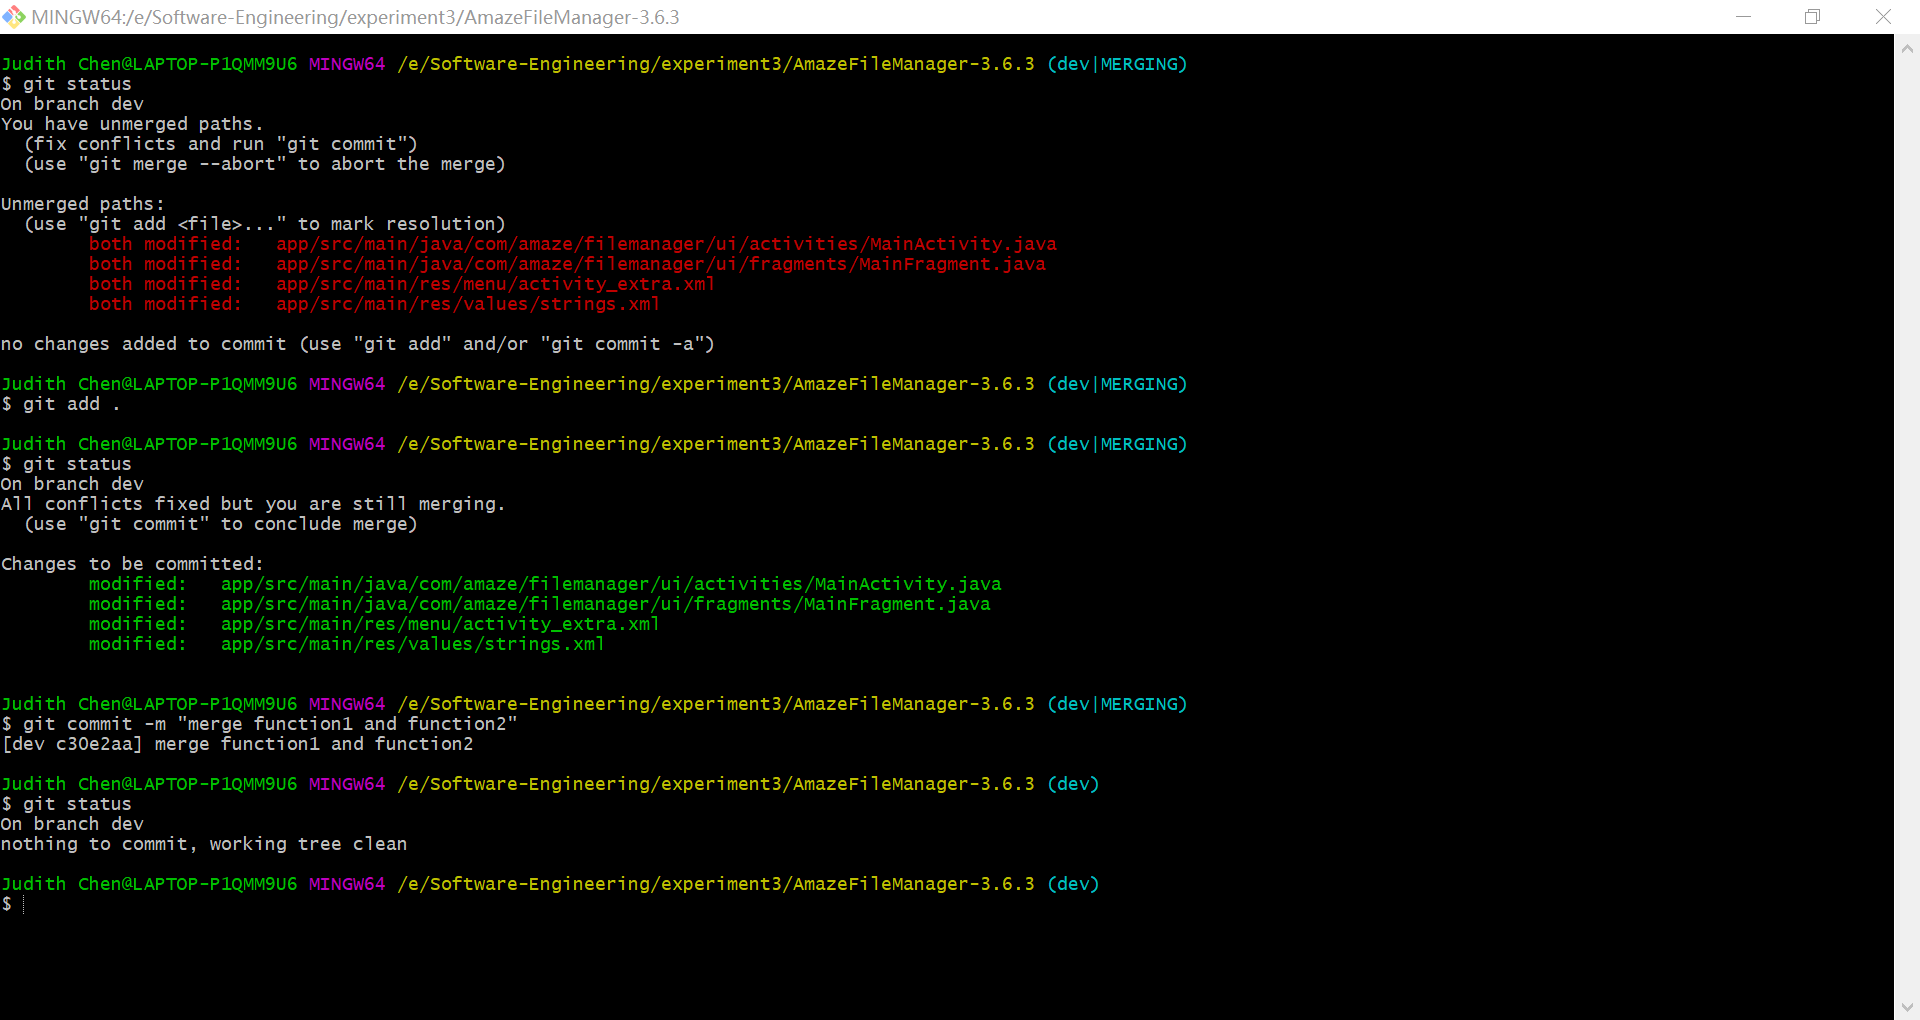 MINGW64:/e/Software-Engineering/experiment3/AmazeFileManager-3.6.3
Judith Chen@LAPTOP-P1QMM9U6 MINGW64 /e/Software-Engineering/experiment3/AmazeFileManager-3.6.3 (dev|MERGING)
$ git status
On branch dev
You have unmerged paths.
  (fix conflicts and run "git commit")
  (use "git merge --abort" to abort the merge)
Unmerged paths:
  (use "git add <file>..." to mark resolution)
        both modified:   app/src/main/java/com/amaze/filemanager/ui/activities/MainActivity.java
        both modified:   app/src/main/java/com/amaze/filemanager/ui/fragments/MainFragment.java
        both modified:   app/src/main/res/menu/activity_extra.xml
        both modified:   app/src/main/res/values/strings.xml
no changes added to commit (use "git add" and/or "git commit -a")
Judith Chen@LAPTOP-P1QMM9U6 MINGW64 /e/Software-Engineering/experiment3/AmazeFileManager-3.6.3 (dev|MERGING)
$ git add .
Judith Chen@LAPTOP-P1QMM9U6 MINGW64 /e/Software-Engineering/experiment3/AmazeFileManager-3.6.3 (dev|MERGING)
$ git status
On branch dev
All conflicts fixed but you are still merging.
  (use "git commit" to conclude merge)
Changes to be committed:
        modified:   app/src/main/java/com/amaze/filemanager/ui/activities/MainActivity.java
        modified:   app/src/main/java/com/amaze/filemanager/ui/fragments/MainFragment.java
        modified:   app/src/main/res/menu/activity_extra.xml
        modified:   app/src/main/res/values/strings.xml
Judith Chen@LAPTOP-P1QMM9U6 MINGW64 /e/Software-Engineering/experiment3/AmazeFileManager-3.6.3 (dev|MERGING)
$ git commit -m "merge function1 and function2"
[dev c30e2aa] merge function1 and function2
Judith Chen@LAPTOP-P1QMM9U6 MINGW64 /e/Software-Engineering/experiment3/AmazeFileManager-3.6.3 (dev)
$ git status
On branch dev
nothing to commit, working tree clean
Judith Chen@LAPTOP-P1QMM9U6 MINGW64 /e/Software-Engineering/experiment3/AmazeFileManager-3.6.3 (dev)
$